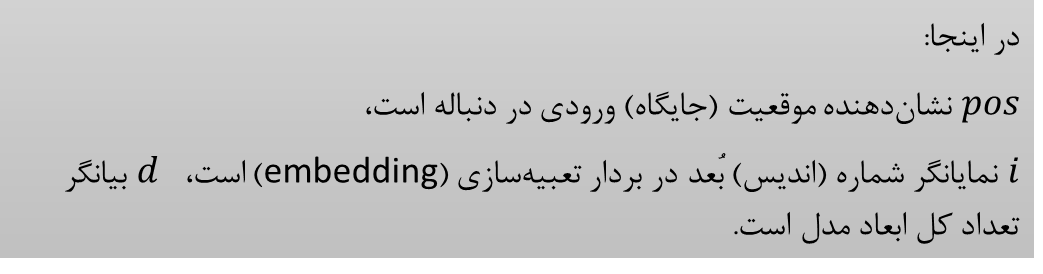 در اینجا:
pos نشان‌دهنده موقعیت (جایگاه) ورودی در دنباله است،
i نمایانگر شماره (اندیس) بُعد در بردار تعبیه‌سازی (embedding) است، d بیانگر
تعداد کل ابعاد مدل است.